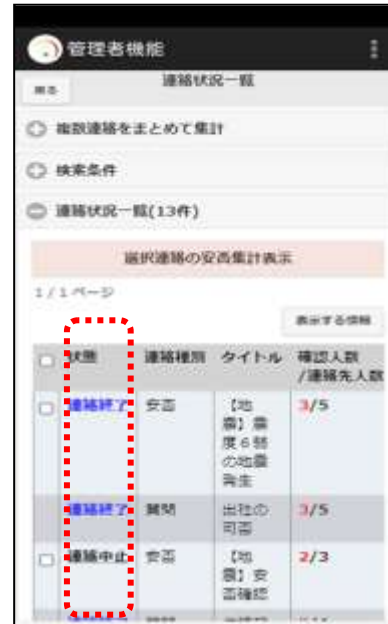 管理者機能
戻る
連絡状況一覧
複数連絡をまとめて集計
検索条件
連絡状況一覧(13件)
選択連絡の安否集計表示
1/1ページ
表示する情報
状態 連絡種別 タイトル 確認人数
/連絡先人数
連絡終了 安否 【地
震】震
度6弱
の地震
発生
3/5
連絡終了 質問 出社の
可否
3/5
連絡中止 安否 【地
震】安
否確認
2/3